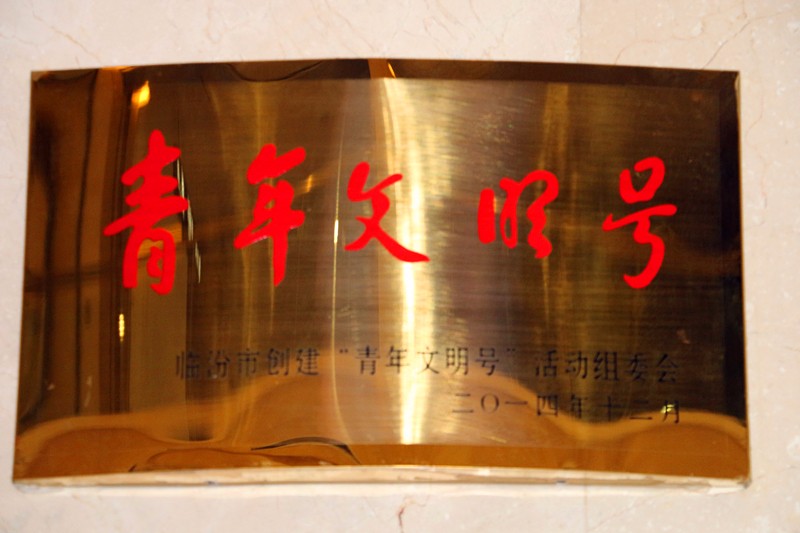 青年文明号
临汾市创建“青年文明号”活动组委会
二〇一四年十二月